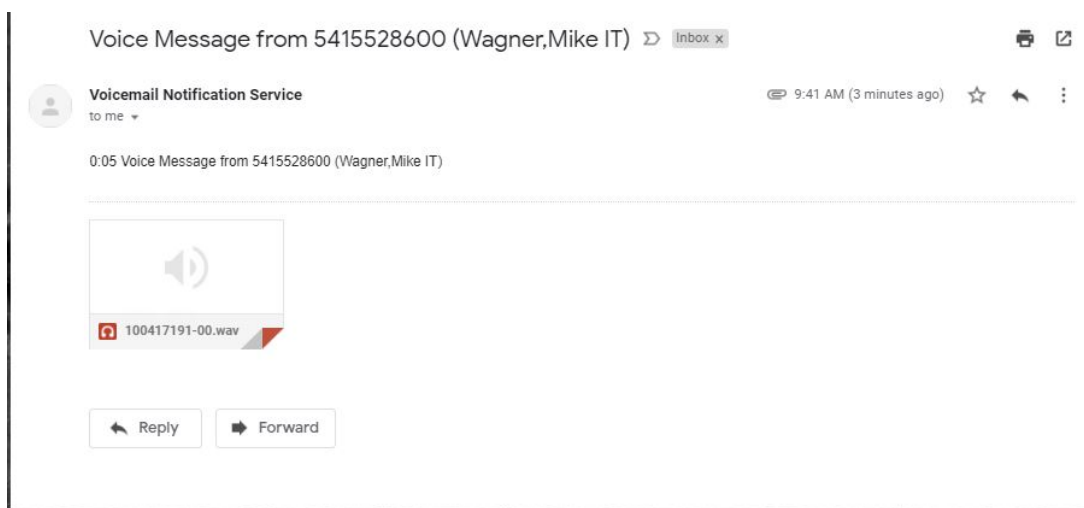 Voice Message from 5415528600 (Wagner,Mike IT) Inbox x
Voicemail Notification Service 9:41 AM (3 minutes ago)
to me
0:05 Voice Message from 5415528600 (Wagner,Mike IT)
100417191-00.wav
Reply Forward